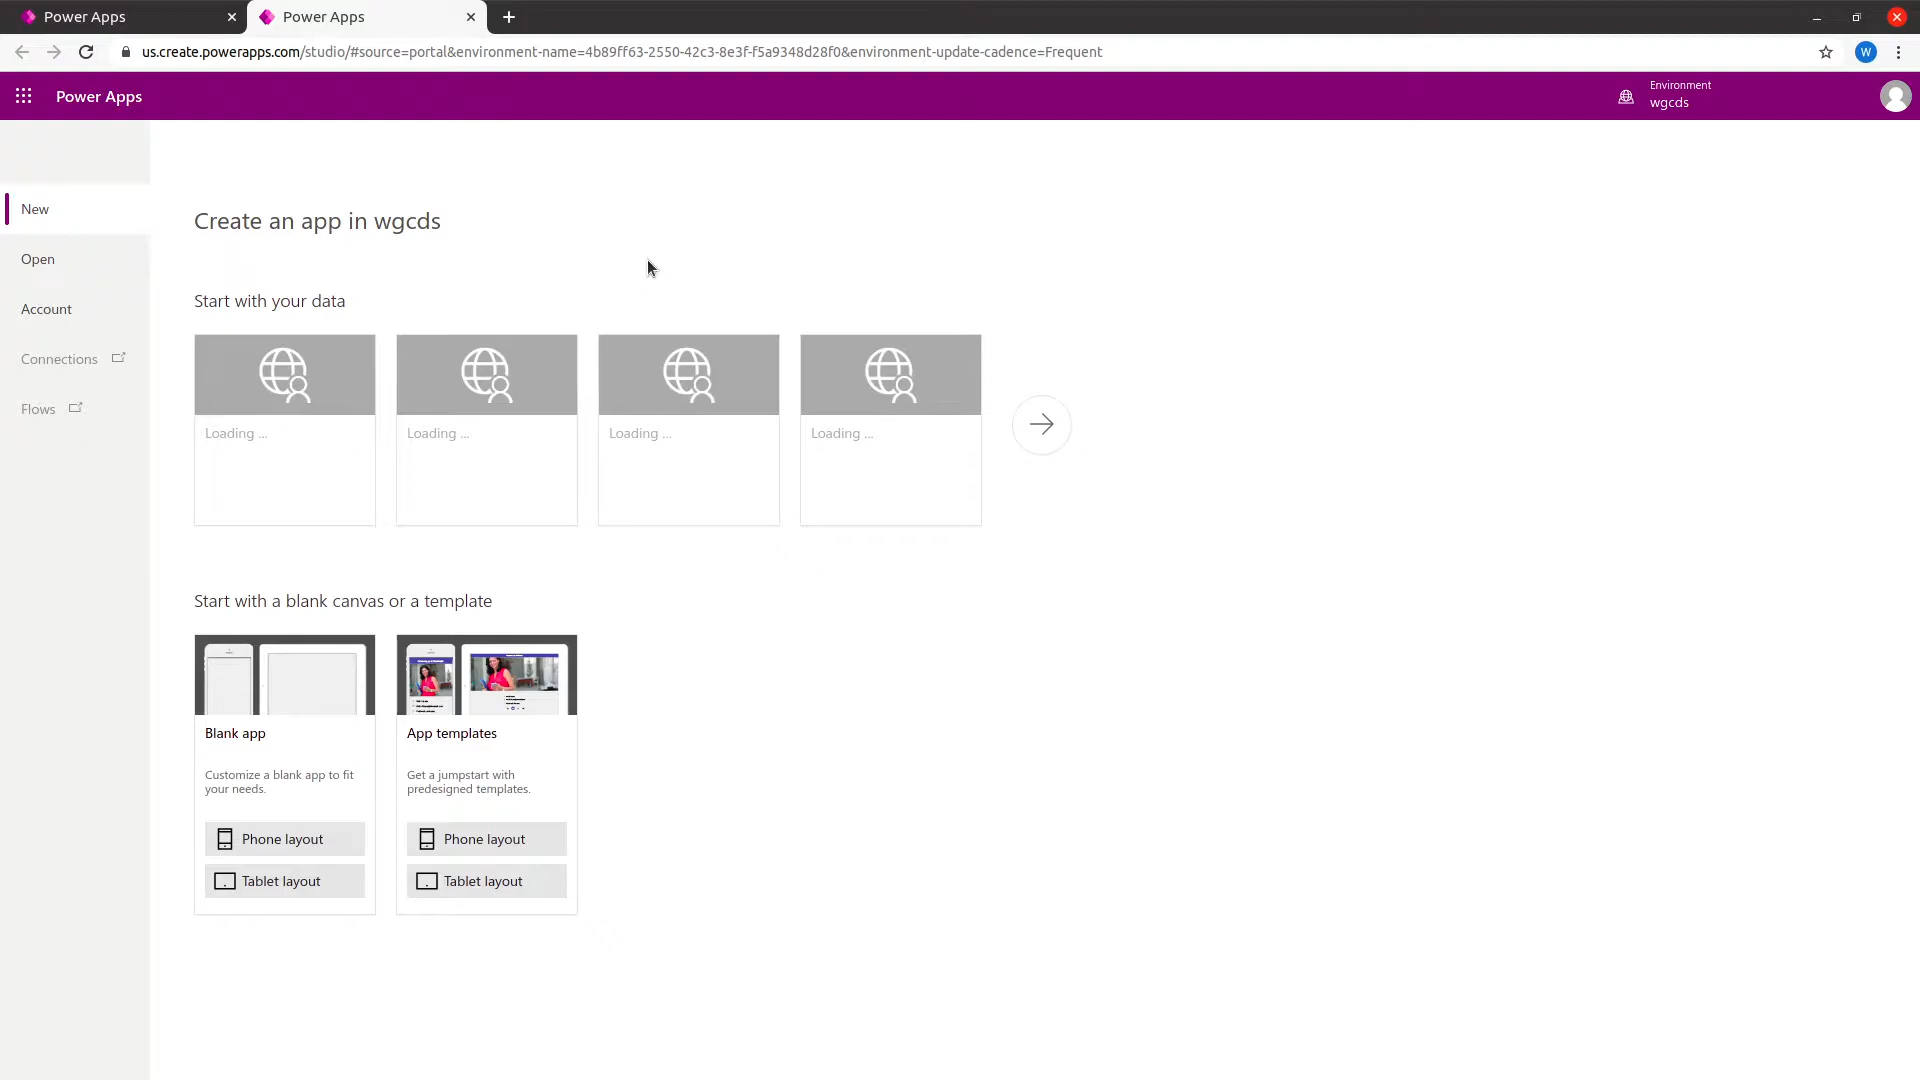 Power Apps
Power Apps
us.create.powerapps.com/studio/#source=portal&environment-name=4b89ff63-2550-42c3-8e3f-f5a9348d28f0&environment-update-cadence=Frequent
W
Power Apps
Environment
wgcds
New
Open
Account
Connections
Flows
Create an app in wgcds
Start with your data
Loading ...
Loading ...
Loading ...
Loading ...
Start with a blank canvas or a template
Blank app
Customize a blank app to fit
your needs.
Phone layout
Tablet layout
App templates
Get a jumpstart with
predesigned templates.
Phone layout
Tablet layout